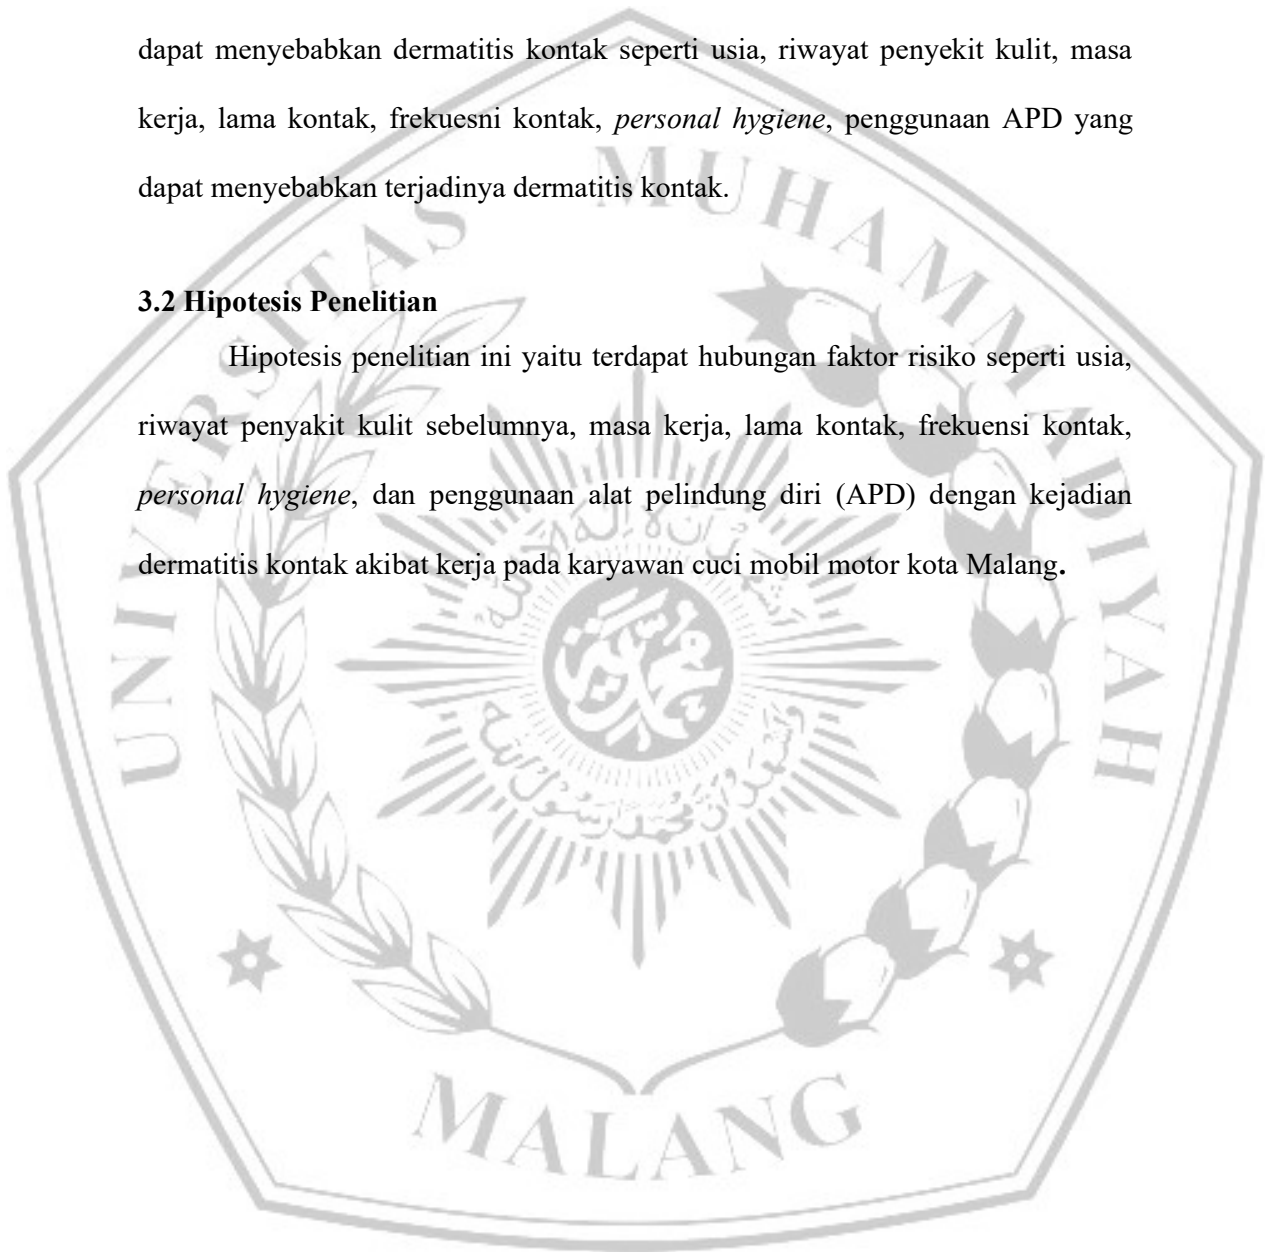 dapat menyebabkan dermatitis kontak seperti usia, riwayat penyekit kulit, masa
kerja, lama kontak, frekuesni kontak, personal hygiene, penggunaan APD yang
dapat menyebabkan terjadinya dermatitis kontak.
3.2 Hipotesis Penelitian
Hipotesis penelitian ini yaitu terdapat hubungan faktor risiko seperti usia,
riwayat penyakit kulit sebelumnya, masa kerja, lama kontak, frekuensi kontak,
personal hygiene, dan penggunaan alat pelindung diri (APD) dengan kejadian
dermatitis kontak akibat kerja pada karyawan cuci mobil motor kota Malang.
UNIVERSITAS MUHAMMADIYAH
MALANG